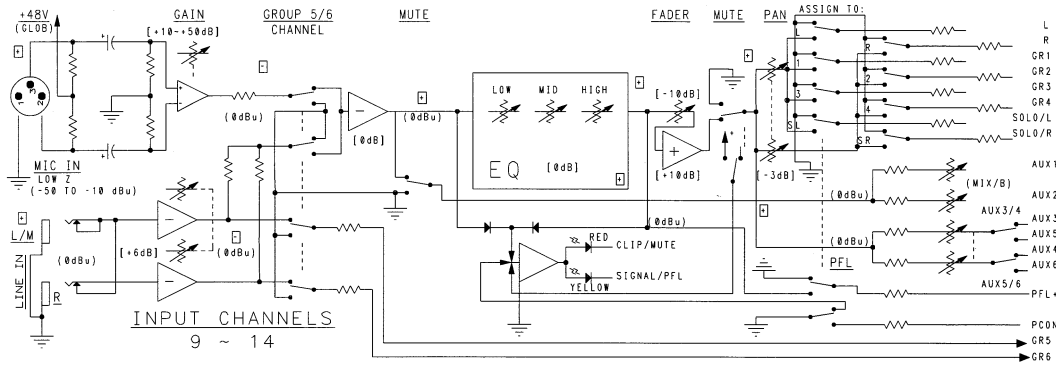 +48V
(GLOB)
GAIN
[+10-+50dB]
GROUP 5/6
CHANNEL
MUTE
FADER
MUTE
PAN
ASSIGN TO:
L
R
1
2
3
4
SL
SR
L
R
GR1
GR2
GR3
GR4
SOLO/L
SOLO/R
1
3
2
+
-
(0dBu)
[0dB]
(0dBu)
LOW
MID
HIGH
EQ
[0dB]
[-10dB]
+
[+10dB]
[-3dB]
MIC IN
LOW Z
(-50 TO -10 dBu)
L/M
LINE IN
R
(0dBu)
[+6dB]
(0dBu)
RED
CLIP/MUTE
SIGNAL/PFL
YELLOW
(0dBu)
(0dBu)
(0dBu)
(MIX/B)
AUX1
AUX2
AUX3/4
AUX3
AUX5
AUX4
AUX6
AUX5/6
PFL
PFL+
PCON
GR5
GR6
INPUT CHANNELS
9 ~ 14